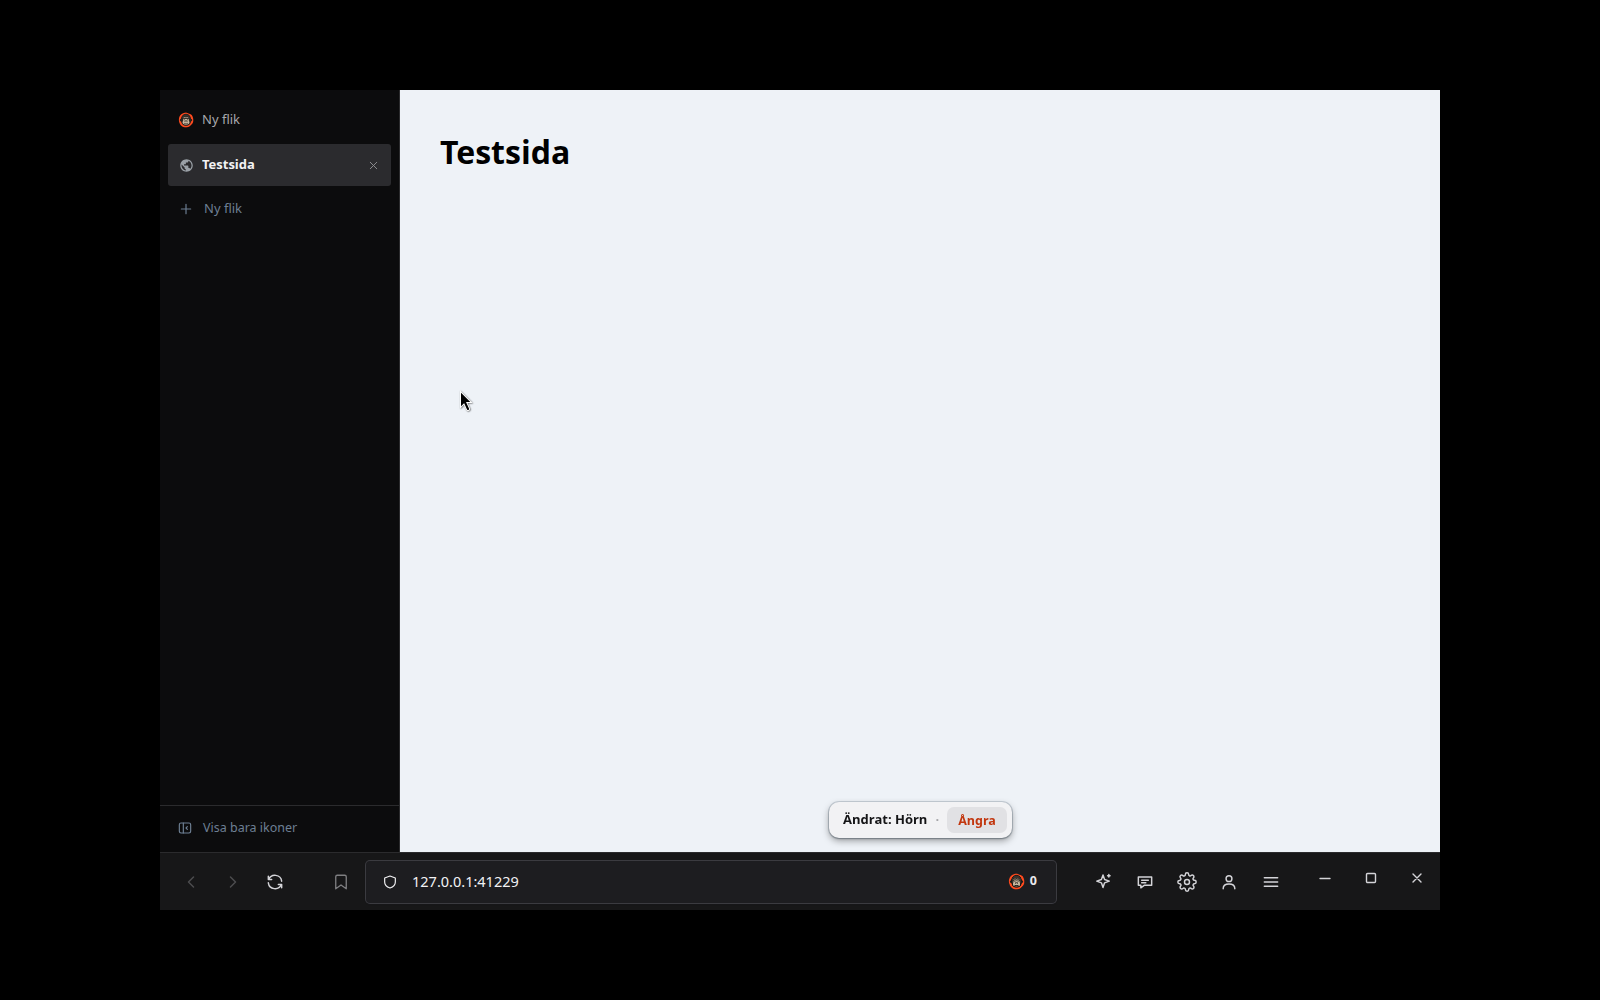 Ny flik
Testsida
Ny flik
Testsida
Ändrat: Hörn · Ångra
Visa bara ikoner
127.0.0.1:41229
0